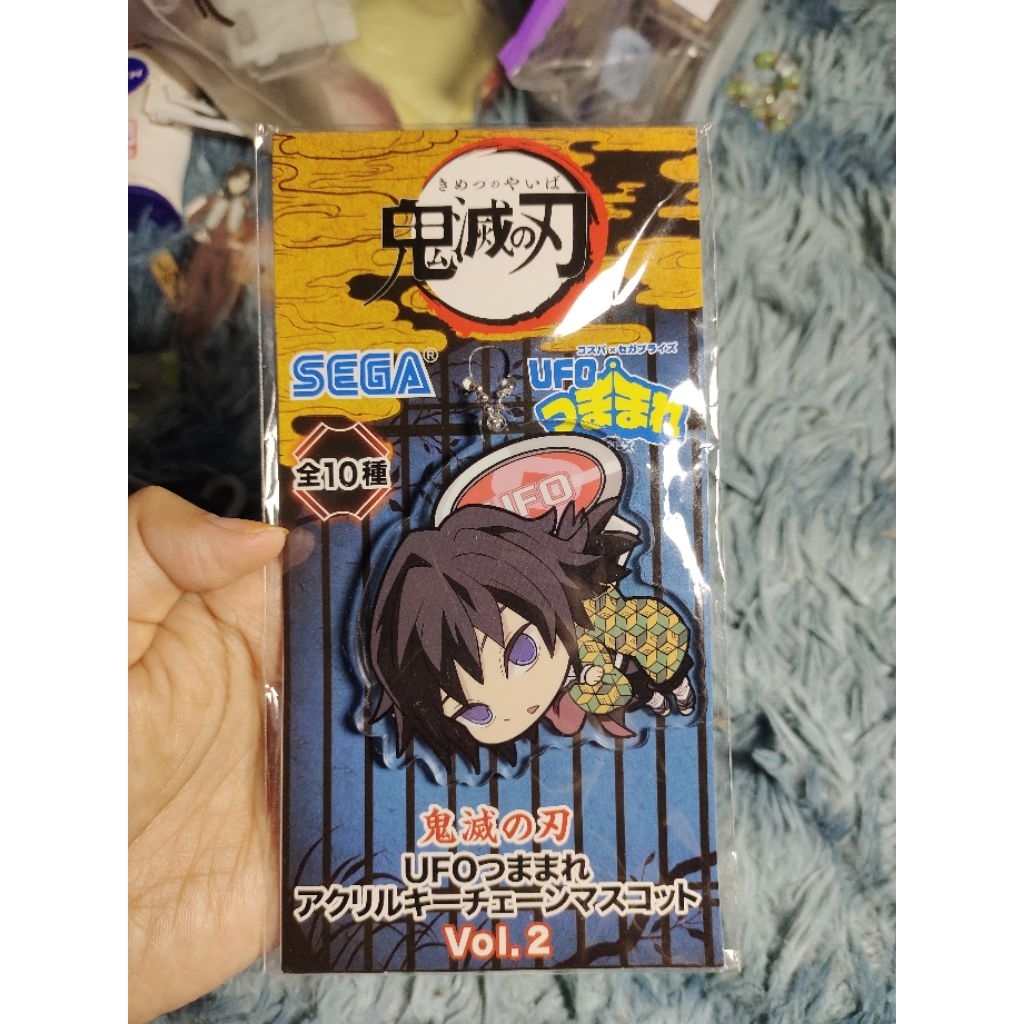 きめつのやいば
鬼滅の刃
SEGA®
コスパ×セガプライズ
UFO
つままれ
全10種
UFO
鬼滅の刃
UFOつままれ
アクリルキーチェーンマスコット
Vol.2